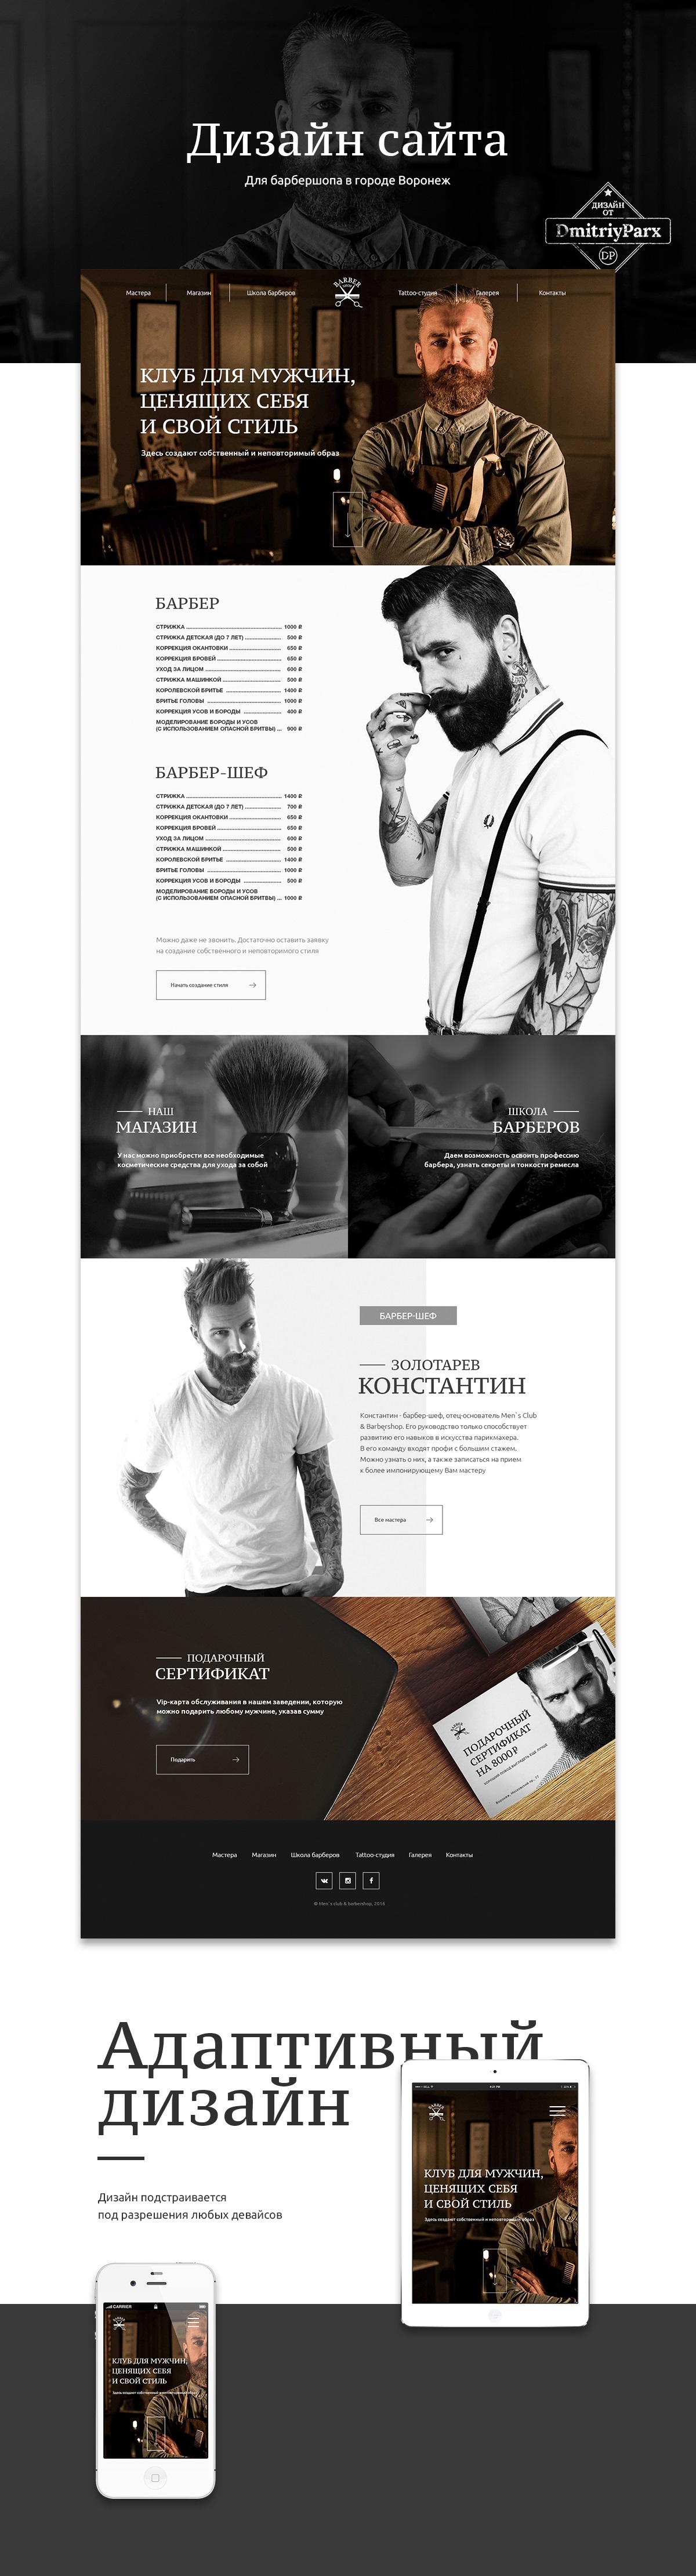 Дизайн сайта
Для барбершопа в городе Воронеж
ДИЗАЙН
ОТ
DmitriyParx
DP
Мастера
Магазин
Школа барберов
BARBER
Tattoo-студия
Галерея
Контакты
КЛУБ ДЛЯ МУЖЧИН,
ЦЕНЯЩИХ СЕБЯ
И СВОЙ СТИЛЬ
Здесь создают собственный и неповторимый образ
БАРБЕР
СТРИЖКА 1000 ₽
СТРИЖКА ДЕТСКАЯ (ДО 7 ЛЕТ) 500 ₽
КОРРЕКЦИЯ ОКАНТОВКИ 650 ₽
КОРРЕКЦИЯ БРОВЕЙ 650 ₽
УХОД ЗА ЛИЦОМ 600 ₽
СТРИЖКА МАШИНКОЙ 500 ₽
КОРОЛЕВСКОЙ БРИТЬЕ 1400 ₽
БРИТЬЕ ГОЛОВЫ 1000 ₽
КОРРЕКЦИЯ УСОВ И БОРОДЫ 400 ₽
МОДЕЛИРОВАНИЕ БОРОДЫ И УСОВ
(С ИСПОЛЬЗОВАНИЕМ ОПАСНОЙ БРИТВЫ) ... 900 ₽
БАРБЕР-ШЕФ
СТРИЖКА 1400 ₽
СТРИЖКА ДЕТСКАЯ (ДО 7 ЛЕТ) 700 ₽
КОРРЕКЦИЯ ОКАНТОВКИ 650 ₽
КОРРЕКЦИЯ БРОВЕЙ 650 ₽
УХОД ЗА ЛИЦОМ 600 ₽
СТРИЖКА МАШИНКОЙ 500 ₽
КОРОЛЕВСКОЙ БРИТЬЕ 1400 ₽
БРИТЬЕ ГОЛОВЫ 1000 ₽
КОРРЕКЦИЯ УСОВ И БОРОДЫ 500 ₽
МОДЕЛИРОВАНИЕ БОРОДЫ И УСОВ
(С ИСПОЛЬЗОВАНИЕМ ОПАСНОЙ БРИТВЫ) ... 1000 ₽
Можно даже не звонить. Достаточно оставить заявку
на создание собственного и неповторимого стиля
Начать создание стиля
НАШ
МАГАЗИН
У нас можно приобрести все необходимые
косметические средства для ухода за собой
ШКОЛА
БАРБЕРОВ
Даем возможность освоить профессию
барбера, узнать секреты и тонкости ремесла
БАРБЕР-ШЕФ
ЗОЛОТАРЕВ
КОНСТАНТИН
Константин - барбер-шеф, отец-основатель Men`s Club
& Barbershop. Его руководство только способствует
развитию его навыков в искусства парикмахера.
В его команду входят профи с большим стажем.
Можно узнать о них, а также записаться на прием
к более импонирующему Вам мастеру
Все мастера
ПОДАРОЧНЫЙ
СЕРТИФИКАТ
Vip-карта обслуживания в нашем заведении, которую
можно подарить любому мужчине, указав сумму
Подарить
ПОДАРОЧНЫЙ
СЕРТИФИКАТ
НА 8000 ₽
Мастера Магазин Школа барберов Tattoo-студия Галерея Контакты
© Men`s club & barbershop, 2016
Адаптивный
дизайн
Дизайн подстраивается
под разрешения любых девайсов
BARBER
КЛУБ ДЛЯ МУЖЧИН,
ЦЕНЯЩИХ СЕБЯ
И СВОЙ СТИЛЬ
Здесь создают собственный и неповторимый образ
CARRIER
КЛУБ ДЛЯ МУЖЧИН,
ЦЕНЯЩИХ СЕБЯ
И СВОЙ СТИЛЬ
Здесь создают собственный и неповторимый образ